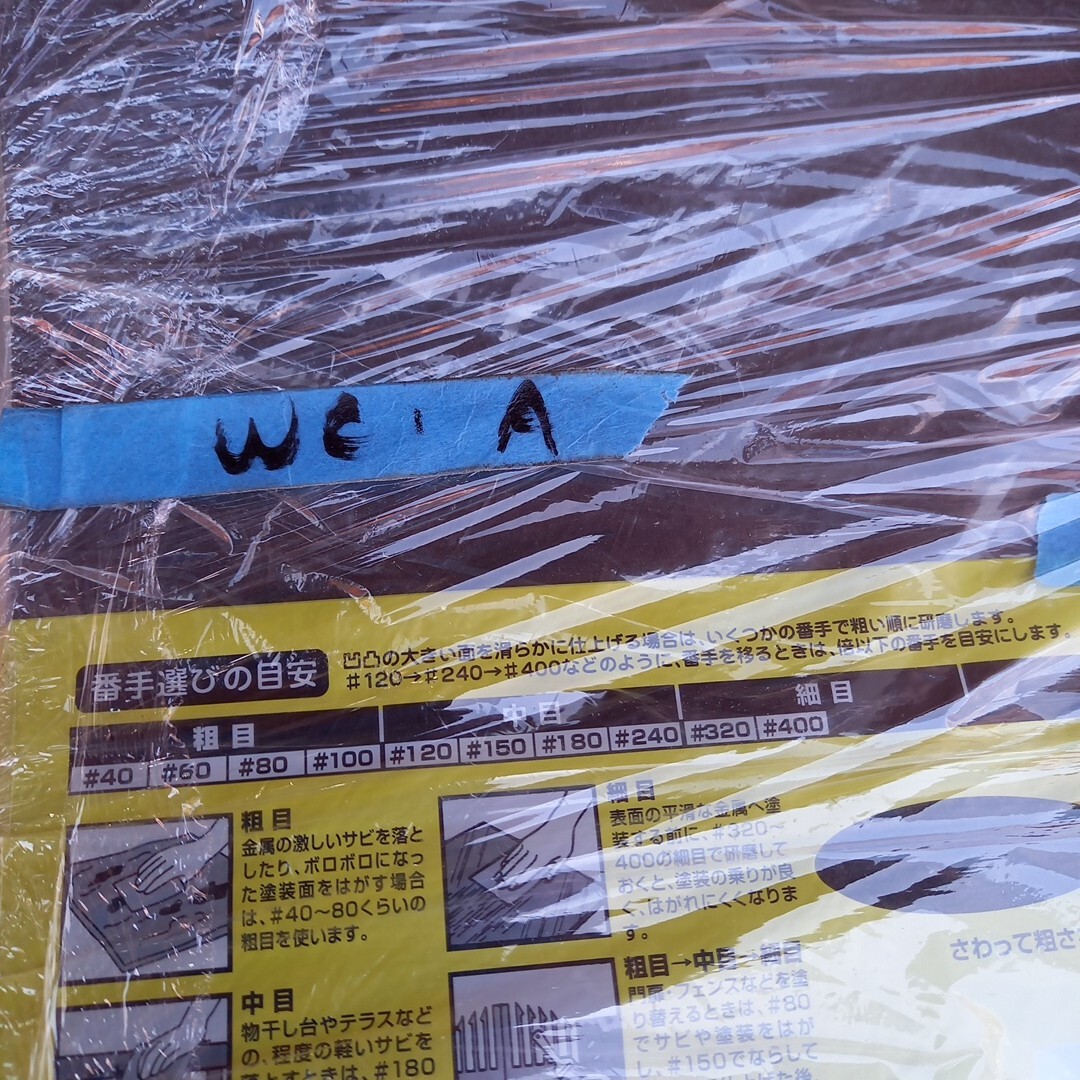 WC・A
凹凸の大きい面を滑らかに仕上げる場合は、いくつかの番手で粗い順に研磨します。
#120→#240→#400などのように、番手を移るときは、倍以下の番手を目安にします。
番手選びの目安
粗目 中目 細目
#40 #60 #80 #100 #120 #150 #180 #240 #320 #400
粗目
金属の激しいサビを落と
したり、ボロボロになっ
た塗装面をはがす場合
は、#40〜80くらいの
粗目を使います。
細目
表面の平滑な金属へ塗
装する前に、#320〜
400の細目で研磨して
おくと、塗装の乗りが良
く、はがれにくくなりま
す。
さわって粗さ
中目
物干し台やテラスなど
の、程度の軽いサビを
落とすときは、#180
粗目→中目→細目
門扉・フェンスなどを塗
り替えるときは、#80
でサビや塗装をはが
し、#150でならして